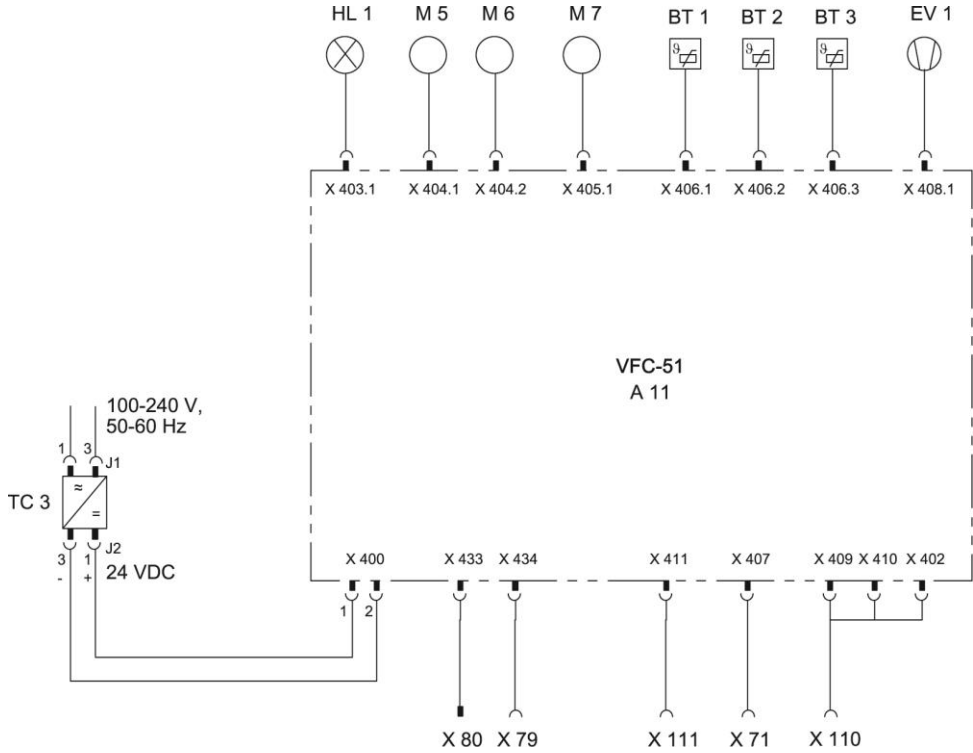 HL 1 M 5 M 6 M 7 BT 1 BT 2 BT 3 EV 1
ϑ ϑ ϑ
X 403.1 X 404.1 X 404.2 X 405.1 X 406.1 X 406.2 X 406.3 X 408.1
VFC-51
A 11
100-240 V,
50-60 Hz
1 3 J1
TC 3 ≈ =
3 1 J2
- + 24 VDC
X 400 X 433 X 434 X 411 X 407 X 409 X 410 X 402
1 2
X 80 X 79 X 111 X 71 X 110